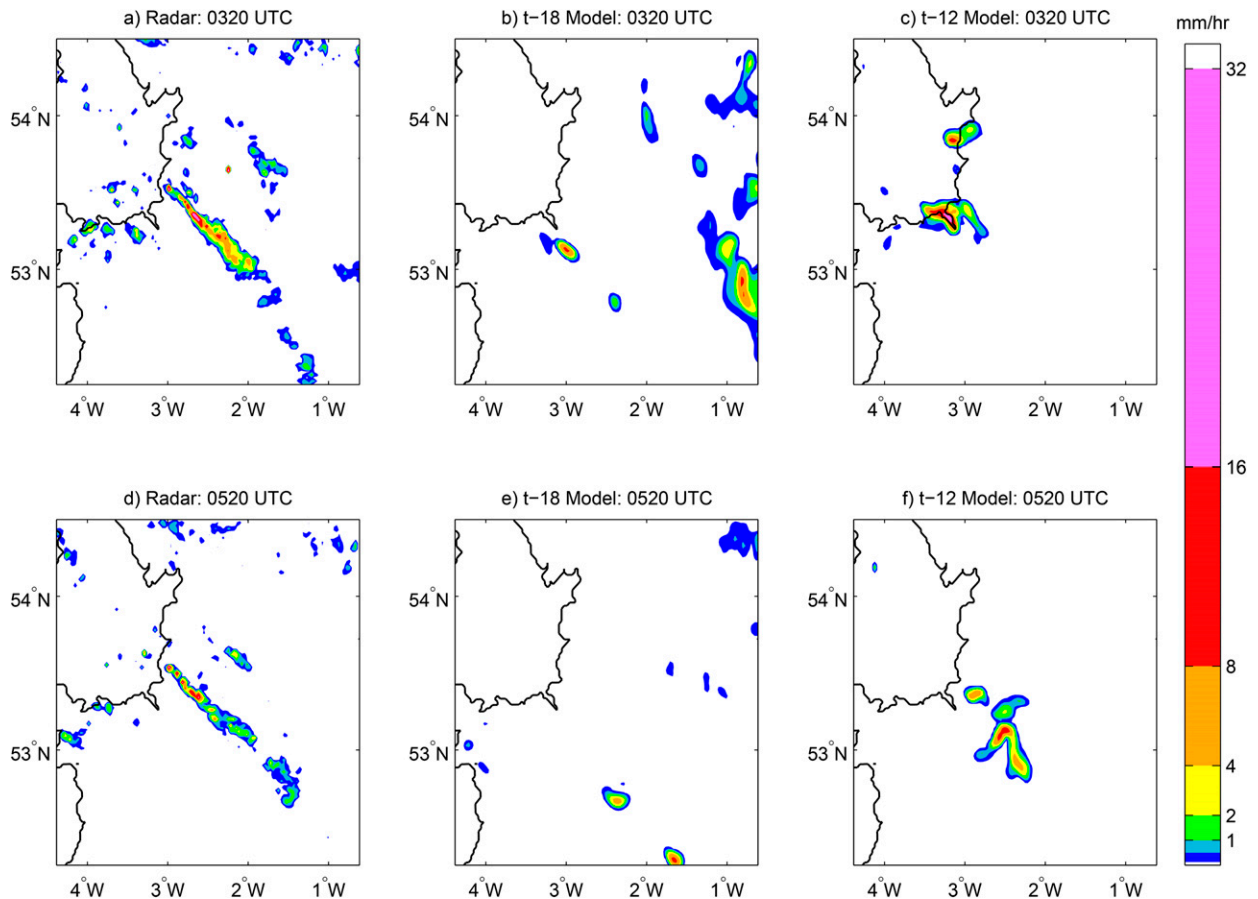 a) Radar: 0320 UTC
b) t−18 Model: 0320 UTC
c) t−12 Model: 0320 UTC
mm/hr
32
54°N
54°N
54°N
53°N
53°N
53°N
4°W 3°W 2°W 1°W
4°W 3°W 2°W 1°W
4°W 3°W 2°W 1°W
16
d) Radar: 0520 UTC
e) t−18 Model: 0520 UTC
f) t−12 Model: 0520 UTC
54°N
54°N
54°N
8
53°N
53°N
53°N
4
2
1
4°W 3°W 2°W 1°W
4°W 3°W 2°W 1°W
4°W 3°W 2°W 1°W